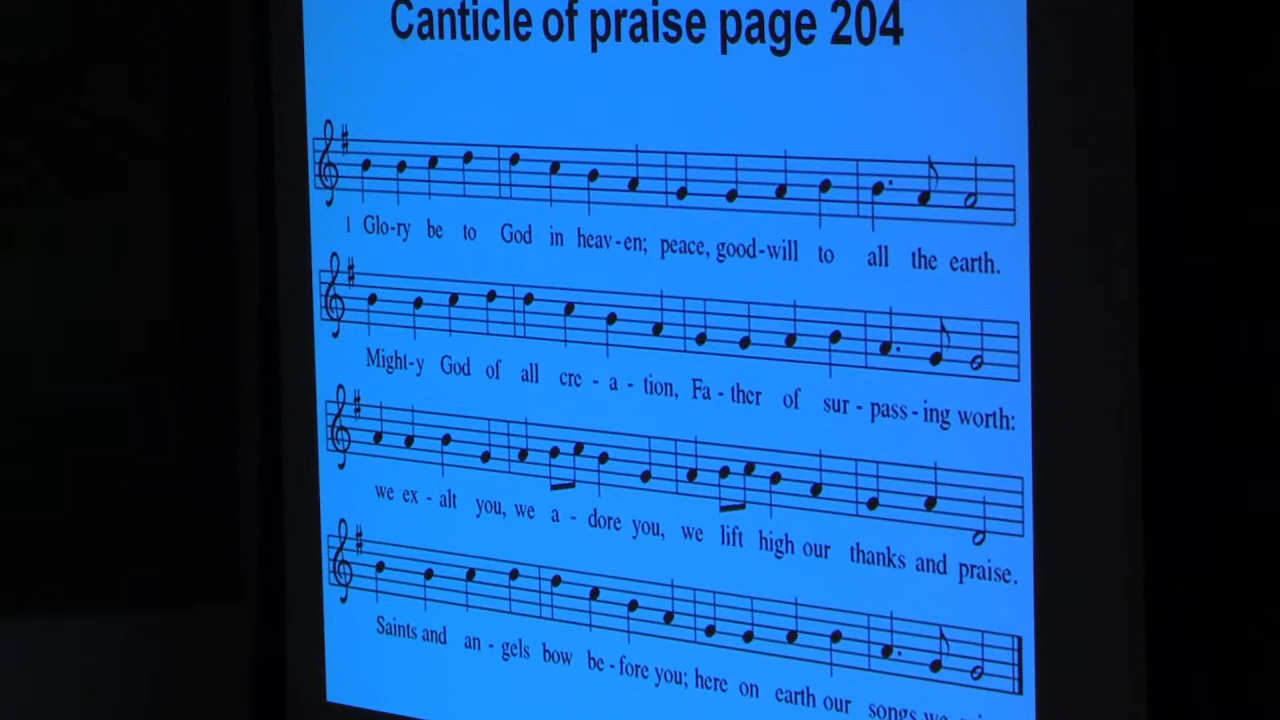 Canticle of praise page 204
1 Glo-ry be to God in heav-en; peace, good-will to all the earth.
Might-y God of all cre - a - tion, Fa - ther of sur - pass - ing worth:
we ex - alt you, we a - dore you, we lift high our thanks and praise.
Saints and an - gels bow be - fore you; here on earth our songs we